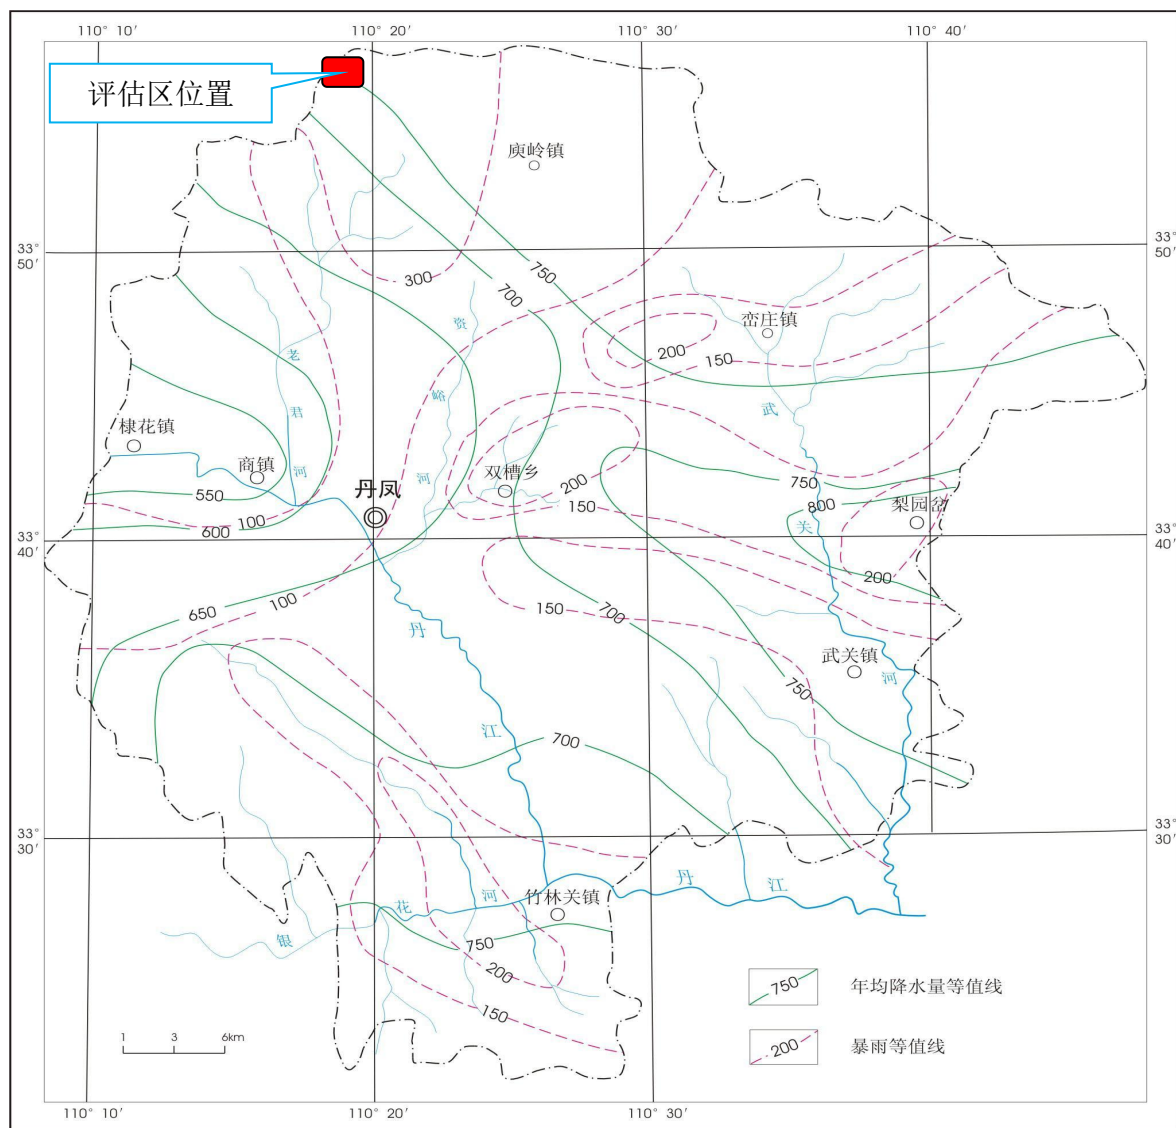 110° 10′
110° 20′
110° 30′
110° 40′
评估区位置
庾岭镇
33°
50′
33°
50′
300
750
700
峦庄镇
资
200
150
老
峪
武
君
棣花镇
商镇
河
河
双槽乡
550
丹凤
200
750
800
梨园岔
150
100
600
关
33°
40′
33°
40′
200
650
100
150
700
丹
武关镇
750
河
江
700
33°
30′
33°
30′
竹林关镇
丹
江
河
花
银
750
200
150
750
年均降水量等值线
200
暴雨等值线
1
3
6km
110° 10′
110° 20′
110° 30′